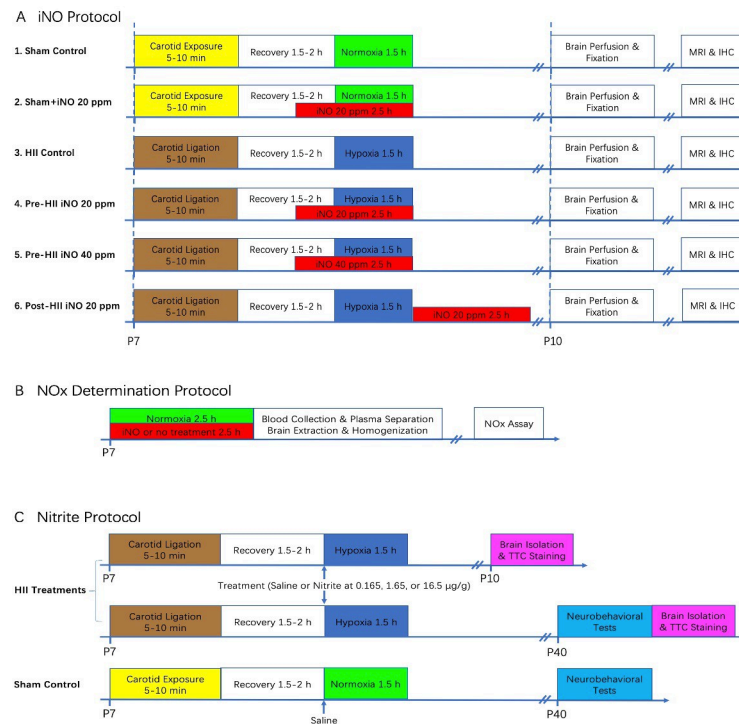 A iNO Protocol
1. Sham Control
Carotid Exposure
5-10 min
Recovery 1.5-2 h
Normoxia 1.5 h
Brain Perfusion &
Fixation
MRI & IHC
2. Sham+iNO 20 ppm
Carotid Exposure
5-10 min
Recovery 1.5-2 h
Normoxia 1.5 h
iNO 20 ppm 2.5 h
Brain Perfusion &
Fixation
MRI & IHC
3. HII Control
Carotid Ligation
5-10 min
Recovery 1.5-2 h
Hypoxia 1.5 h
Brain Perfusion &
Fixation
MRI & IHC
4. Pre-HII iNO 20 ppm
Carotid Ligation
5-10 min
Recovery 1.5-2 h
Hypoxia 1.5 h
iNO 20 ppm 2.5 h
Brain Perfusion &
Fixation
MRI & IHC
5. Pre-HII iNO 40 ppm
Carotid Ligation
5-10 min
Recovery 1.5-2 h
Hypoxia 1.5 h
iNO 40 ppm 2.5 h
Brain Perfusion &
Fixation
MRI & IHC
6. Post-HII iNO 20 ppm
Carotid Ligation
5-10 min
Recovery 1.5-2 h
Hypoxia 1.5 h
iNO 20 ppm 2.5 h
Brain Perfusion &
Fixation
MRI & IHC
P7
P10
B NOx Determination Protocol
Normoxia 2.5 h
iNO or no treatment 2.5 h
Blood Collection & Plasma Separation
Brain Extraction & Homogenization
NOx Assay
P7
C Nitrite Protocol
HII Treatments
Carotid Ligation
5-10 min
Recovery 1.5-2 h
Hypoxia 1.5 h
Brain Isolation
& TTC Staining
P7
P10
Treatment (Saline or Nitrite at 0.165, 1.65, or 16.5 µg/g)
Carotid Ligation
5-10 min
Recovery 1.5-2 h
Hypoxia 1.5 h
Neurobehavioral
Tests
Brain Isolation
& TTC Staining
P7
P40
Sham Control
Carotid Exposure
5-10 min
Recovery 1.5-2 h
Normoxia 1.5 h
Neurobehavioral
Tests
P7
Saline
P40